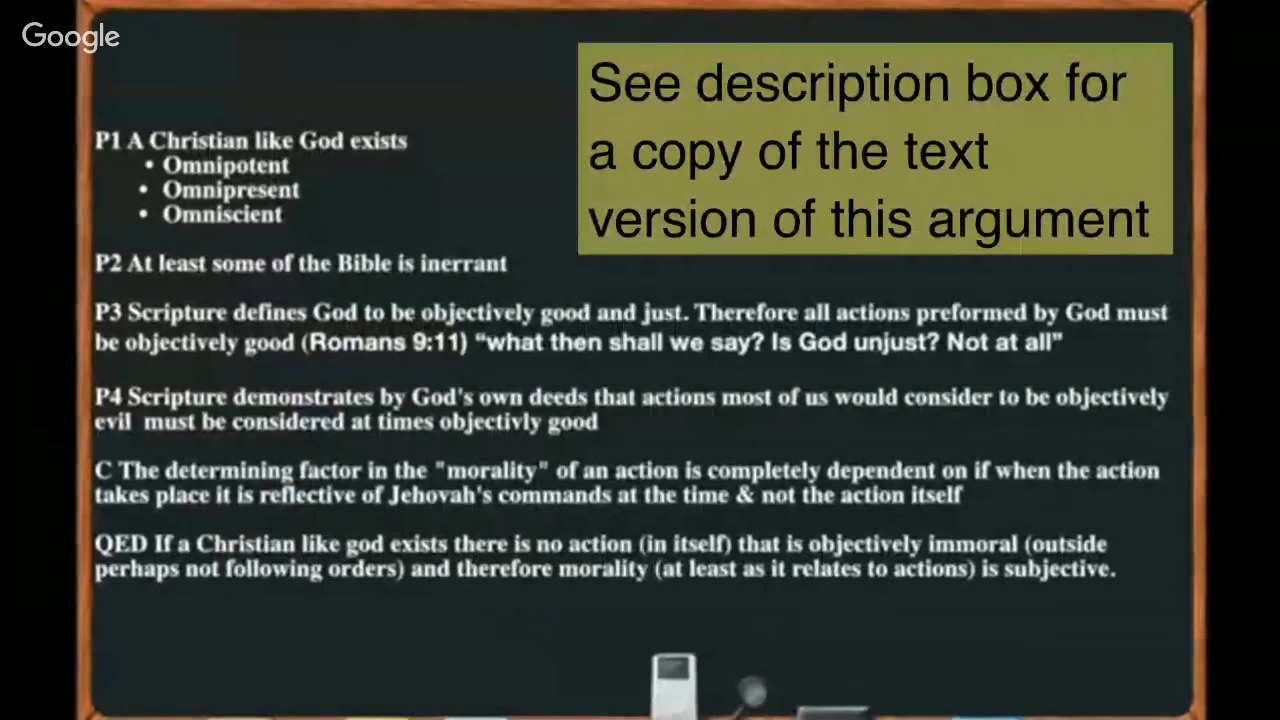 Google
See description box for
a copy of the text
version of this argument
P1 A Christian like God exists
• Omnipotent
• Omnipresent
• Omniscient
P2 At least some of the Bible is inerrant
P3 Scripture defines God to be objectively good and just. Therefore all actions preformed by God must
be objectively good (Romans 9:11) “what then shall we say? Is God unjust? Not at all”
P4 Scripture demonstrates by God's own deeds that actions most of us would consider to be objectively
evil must be considered at times objectivly good
C The determining factor in the "morality" of an action is completely dependent on if when the action
takes place it is reflective of Jehovah's commands at the time & not the action itself
QED If a Christian like god exists there is no action (in itself) that is objectively immoral (outside
perhaps not following orders) and therefore morality (at least as it relates to actions) is subjective.